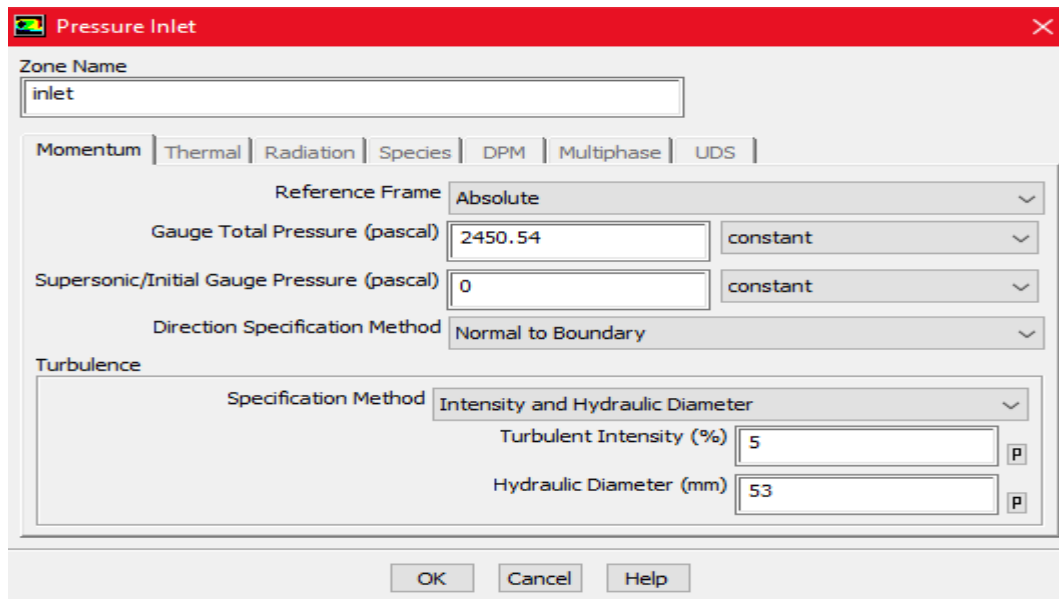 Pressure Inlet
Zone Name
inlet
Momentum Thermal Radiation Species DPM Multiphase UDS
Reference Frame Absolute
Gauge Total Pressure (pascal) 2450.54 constant
Supersonic/Initial Gauge Pressure (pascal) 0 constant
Direction Specification Method Normal to Boundary
Turbulence
Specification Method Intensity and Hydraulic Diameter
Turbulent Intensity (%) 5 P
Hydraulic Diameter (mm) 53 P
OK Cancel Help